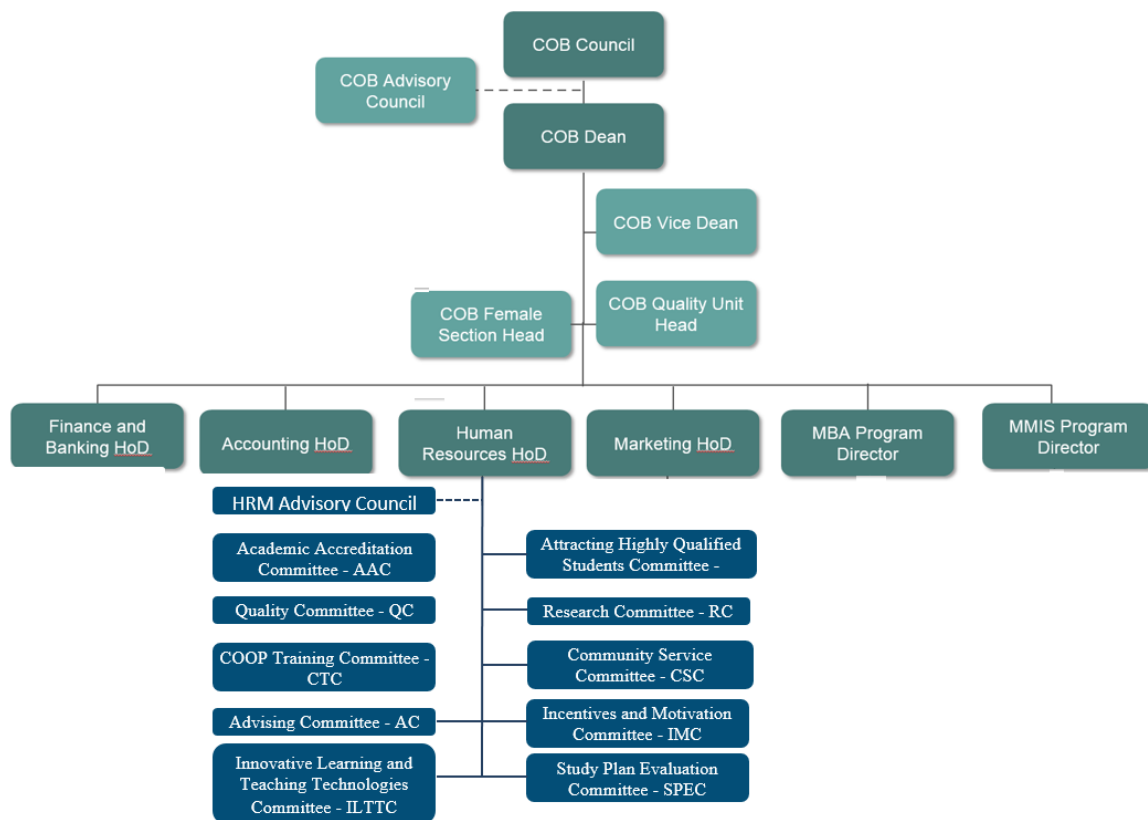 COB Council
COB Advisory
Council
COB Dean
COB Vice Dean
COB Female
Section Head
COB Quality Unit
Head
Finance and
Banking HoD
Accounting HoD
Human
Resources HoD
Marketing HoD
MBA Program
Director
MMIS Program
Director
HRM Advisory Council
Academic Accreditation
Committee - AAC
Attracting Highly Qualified
Students Committee -
Quality Committee - QC
Research Committee - RC
COOP Training Committee -
CTC
Community Service
Committee - CSC
Advising Committee - AC
Incentives and Motivation
Committee - IMC
Innovative Learning and
Teaching Technologies
Committee - ILTTC
Study Plan Evaluation
Committee - SPEC